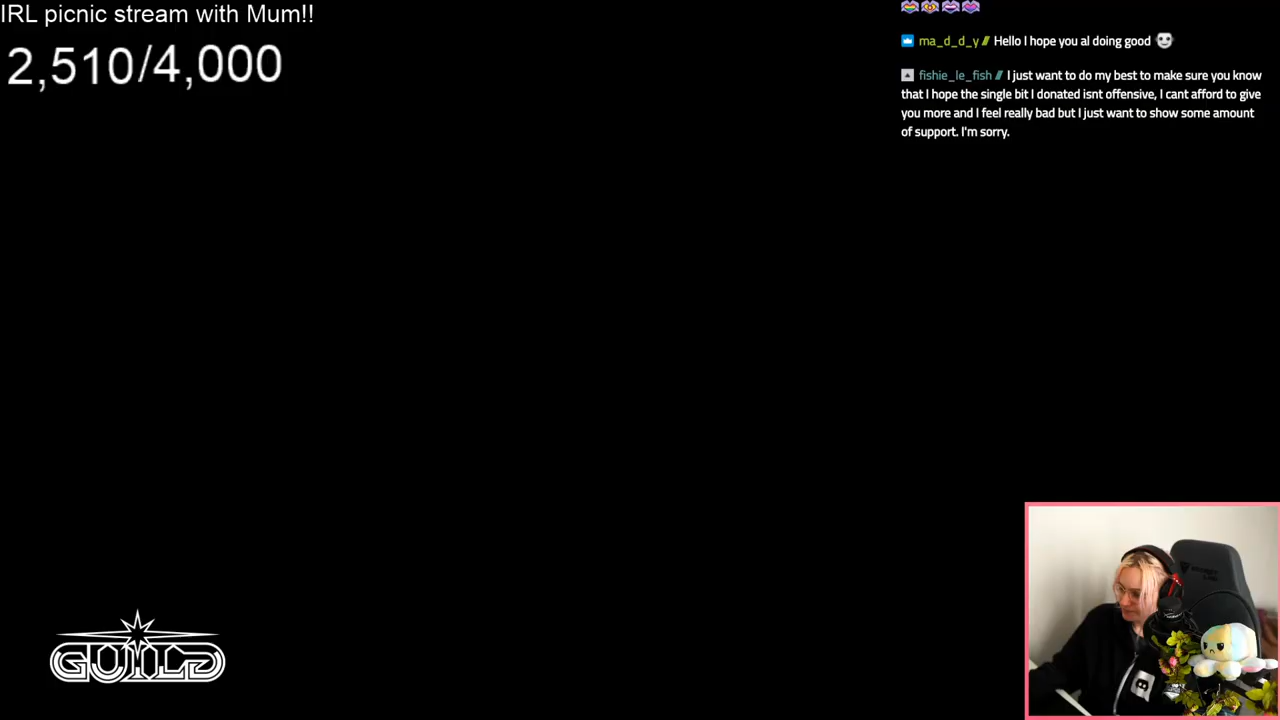 IRL picnic stream with Mum!!
2,510/4,000
ma_d_d_y // Hello I hope you al doing good
fishie_le_fish // I just want to do my best to make sure you know
that I hope the single bit I donated isnt offensive, I cant afford to give
you more and I feel really bad but I just want to show some amount
of support. I'm sorry.
GUILD